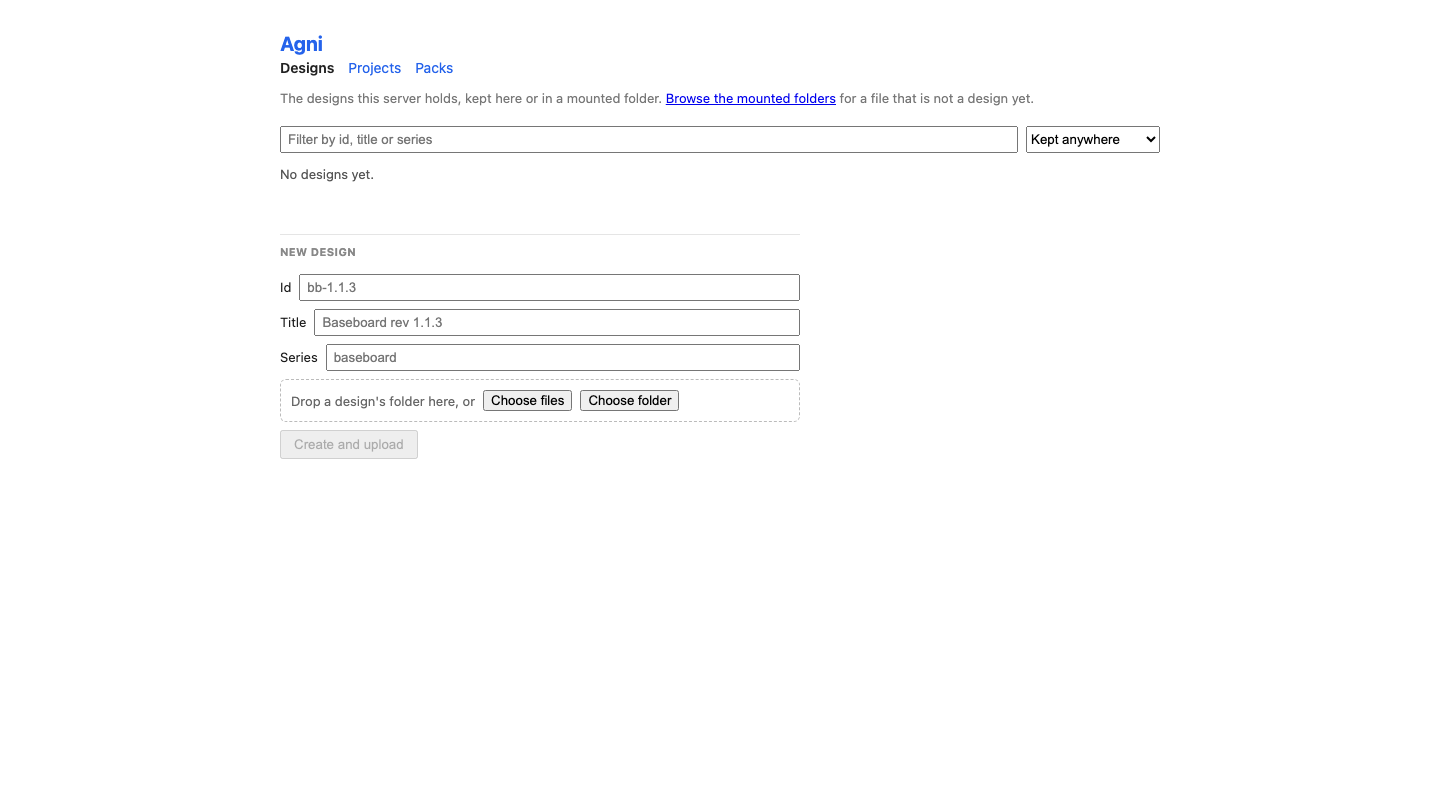 Agni
Designs Projects Packs
The designs this server holds, kept here or in a mounted folder. Browse the mounted folders for a file that is not a design yet.
Filter by id, title or series Kept anywhere
No designs yet.
NEW DESIGN
Id bb-1.1.3
Title Baseboard rev 1.1.3
Series baseboard
Drop a design's folder here, or Choose files Choose folder
Create and upload